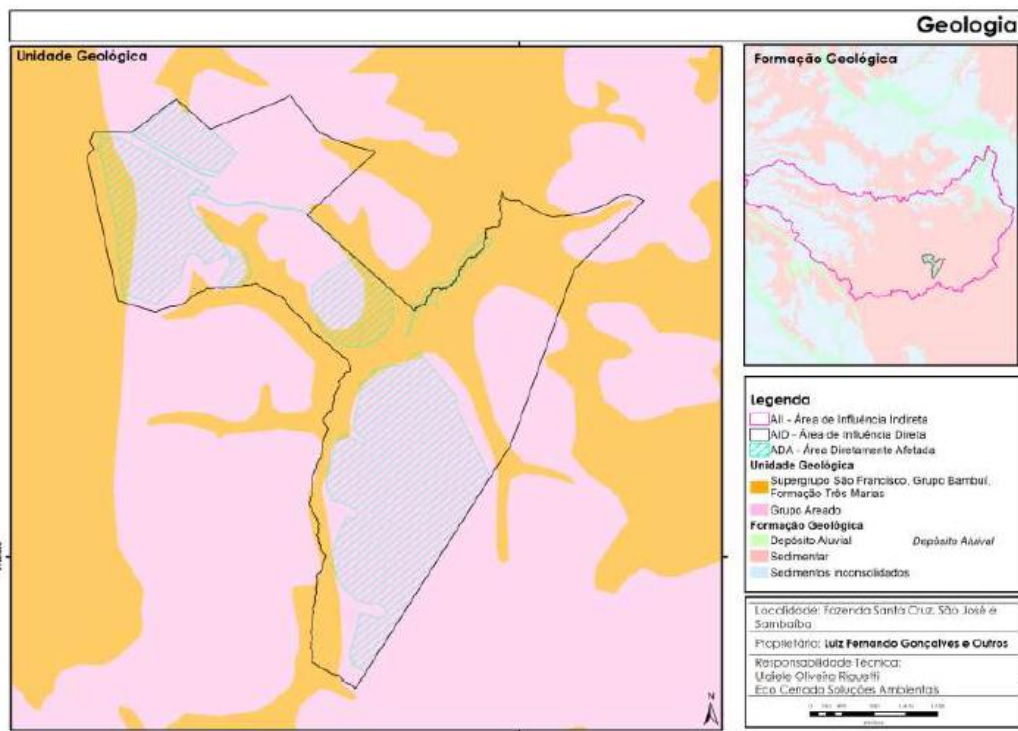 Geologia
Unidade Geológica
Formação Geológica
Legenda
AII - Área de Influência Indireta
AID - Área de Influência Direta
ADA - Área Diretamente Afetada
Unidade Geológica
Supergrupo São Francisco, Grupo Bambuí,
Formação Três Marias
Grupo Areado
Formação Geológica
Depósito Aluvial
Depósito Aluvial
Sedimentar
Sedimentos inconsolidados
Localidade: Fazenda Santa Cruz, São José e
Sambaíba
Proprietário: Luiz Fernando Gonçalves e Outros
Responsabilidade Técnica:
Oliveira Riguetti
Eco Cerrado Soluções Ambientais
N